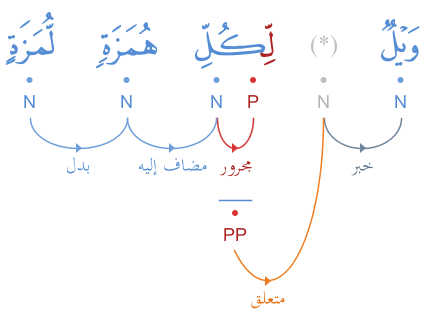 وَيْلٌ (*) لِّكُلِّ هُمَزَةٍ لُّمَزَةٍ
N N P N N N
خبر مجرور مضاف إليه بدل
PP
متعلق